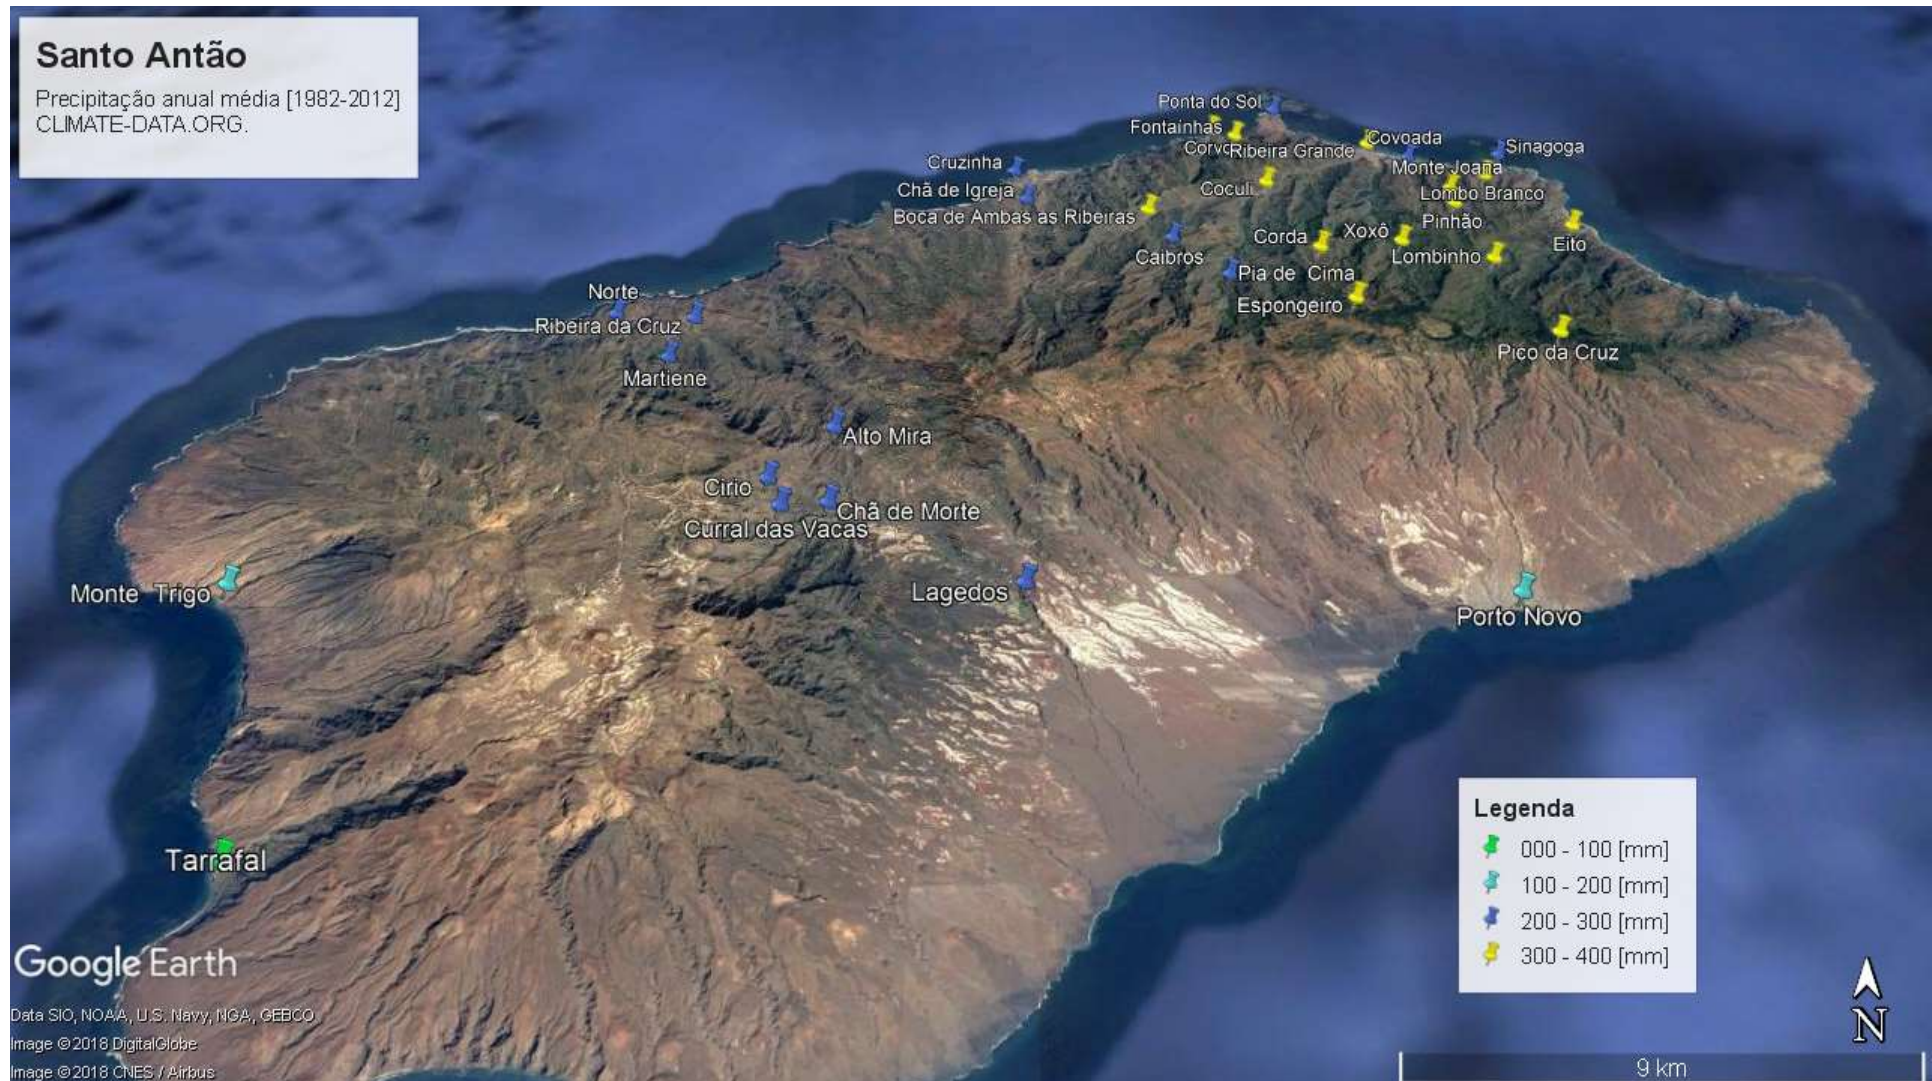 Santo Antão
Precipitação anual média [1982-2012]
CLIMATE-DATA.ORG.
Ponta do Sol
Fontaínhas
Corvo
Ribeira Grande
Covoada
Sinagoga
Cruzinha
Monte Joana
Chã de Igreja
Coculi
Lombo Branco
Boca de Ambas as Ribeiras
Pinhão
Corda
Xoxô
Eito
Caibros
Lombinho
Pia de Cima
Norte
Espongeiro
Ribeira da Cruz
Pico da Cruz
Martiene
Alto Mira
Cirio
Chã de Morte
Curral das Vacas
Monte Trigo
Lagedos
Porto Novo
Tarrafal
Legenda
000 - 100 [mm]
100 - 200 [mm]
200 - 300 [mm]
300 - 400 [mm]
Google Earth
Data SIO, NOAA, U.S. Navy, NGA, GEBCO
Image © 2018 DigitalGlobe
Image © 2018 CNES / Airbus
N
9 km